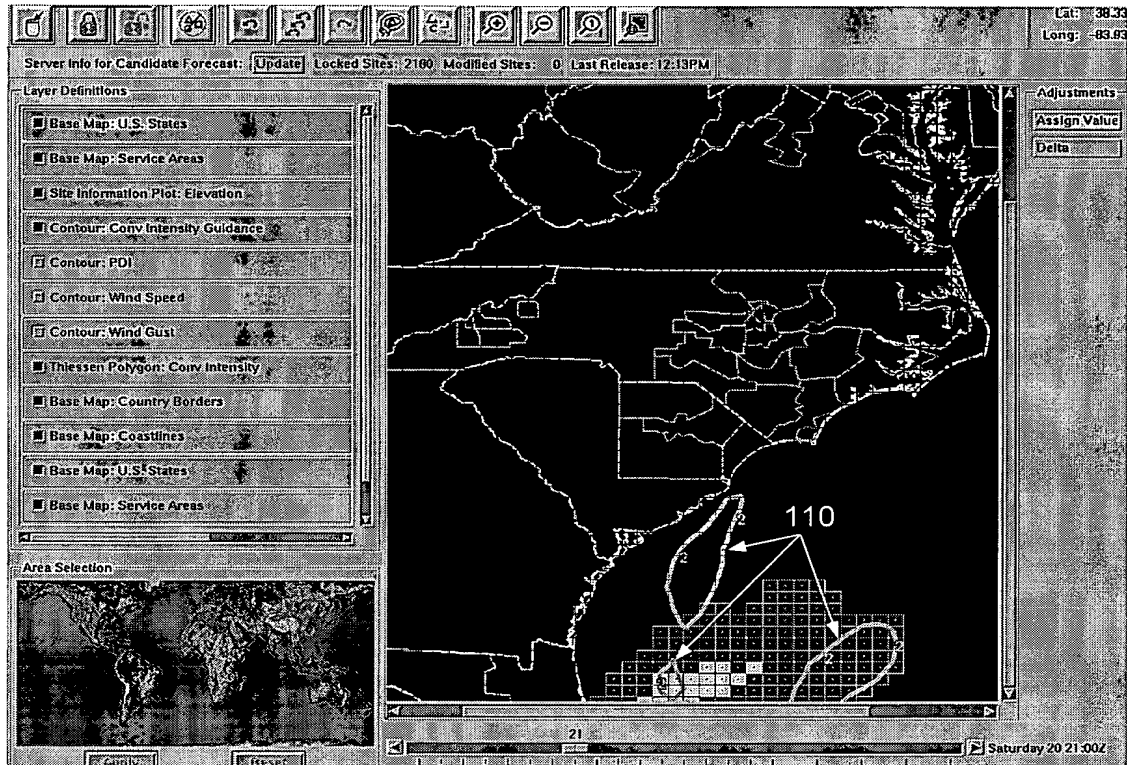 Lat: 38.33
Long: -83.83
Server Info for Candidate Forecast: Update Locked Sites: 2160 Modified Sites: 0 Last Release: 12:13PM
Layer Definitions
Base Map: U.S. States
Base Map: Service Areas
Site Information Plot: Elevation
Contour: Conv Intensity Guidance
Contour: PDI
Contour: Wind Speed
Contour: Wind Gust
Thiessen Polygon: Conv Intensity
Base Map: Country Borders
Base Map: Coastlines
Base Map: U.S. States
Base Map: Service Areas
Adjustments
Assign Value
Delta
110
2
2
2
2
Area Selection
Apply
Reset
21
Saturday 20 21:00Z